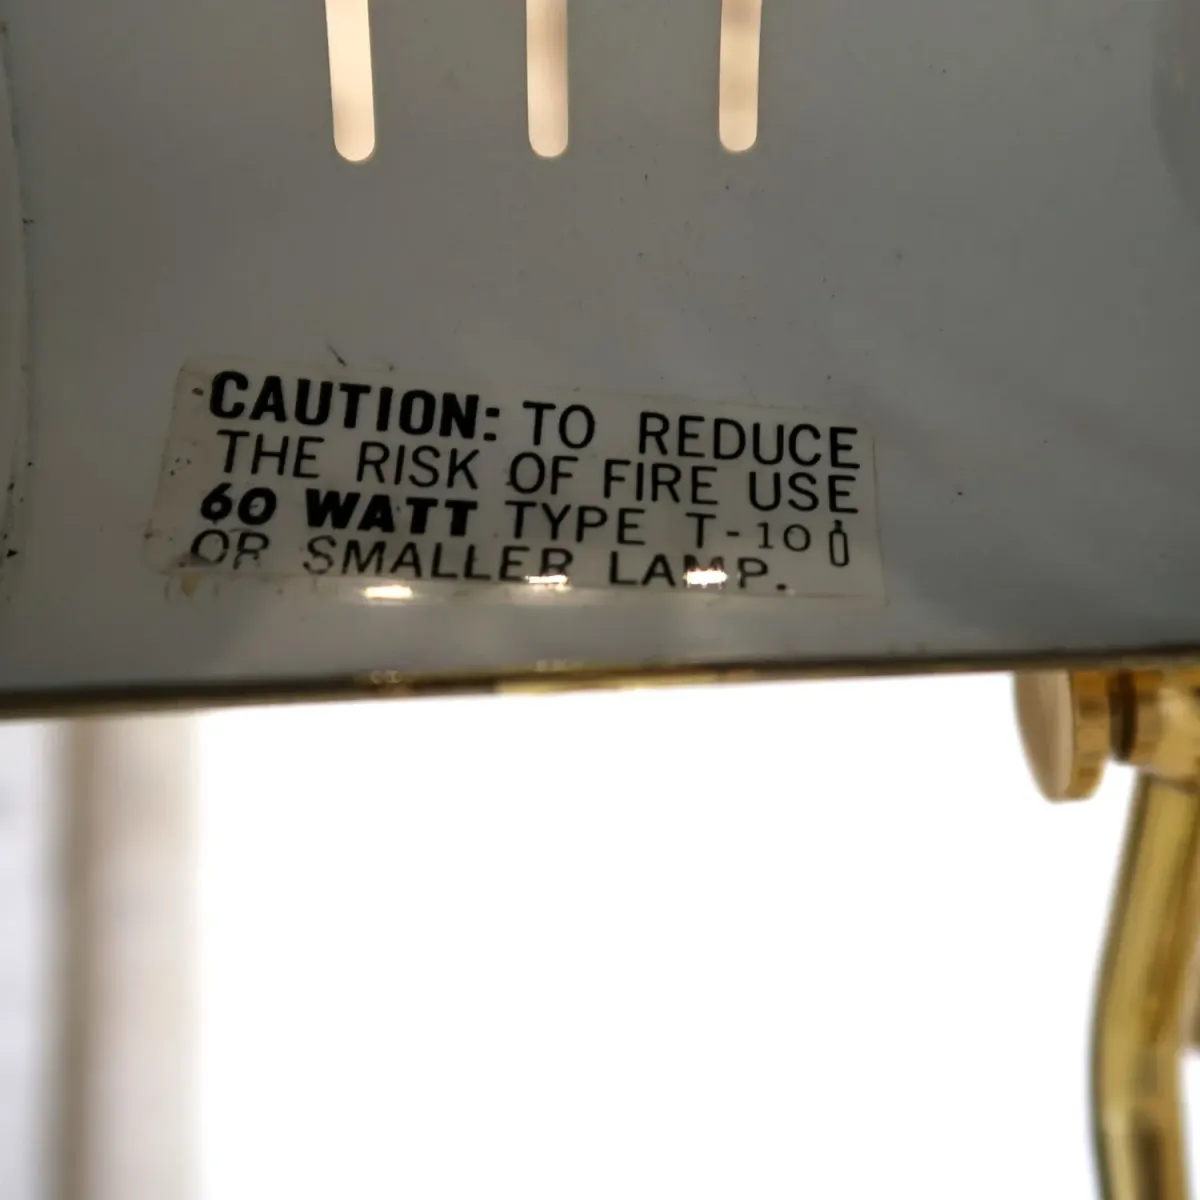 CAUTION: TO REDUCE
THE RISK OF FIRE USE
60 WATT TYPE T-10
OR SMALLER LAMP.